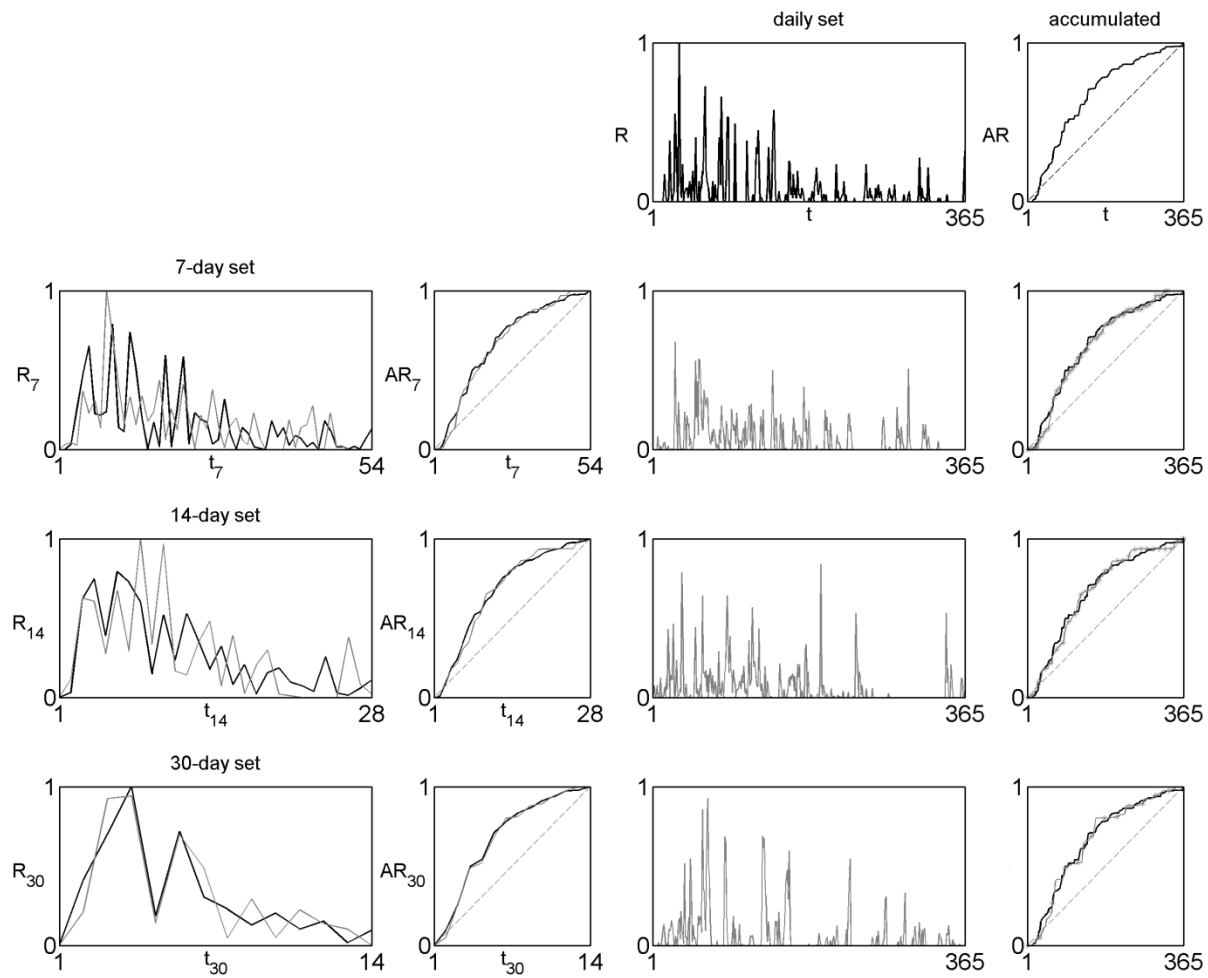 daily set accumulated
1 1
R AR
0 0
1 t 365 1 t 365
7-day set
1 1 1 1
R7 AR7
0 0 0 0
1 t7 54 1 t7 54 1 365 1 365
14-day set
1 1 1 1
R14 AR14
0 0 0 0
1 t14 28 1 t14 28 1 365 1 365
30-day set
1 1 1 1
R30 AR30
0 0 0 0
1 t30 14 1 t30 14 1 365 1 365